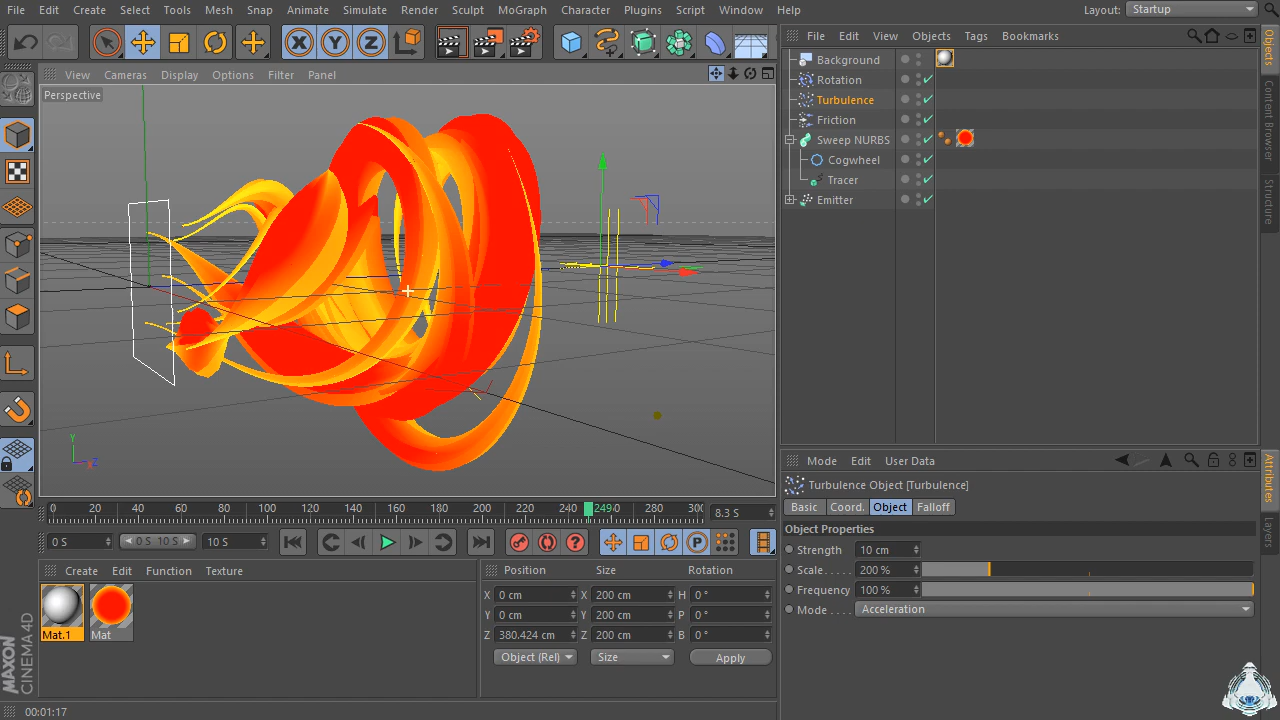 File Edit Create Select Tools Mesh Snap Animate Simulate Render Sculpt MoGraph Character Plugins Script Window Help Layout: Startup
X Y Z
File Edit View Objects Tags Bookmarks
View Cameras Display Options Filter Panel
Perspective
Background
Rotation
Turbulence
Friction
Sweep NURBS
Cogwheel
Tracer
Emitter
Objects
Content Browser
Structure
Y
Z
Mode Edit User Data
Turbulence Object [Turbulence]
Basic Coord. Object Falloff
Object Properties
Strength 10 cm
Scale. . . . . 200 %
Frequency 100 %
Mode . . . . Acceleration
Attributes
Layers
0 20 40 60 80 100 120 140 160 180 200 220 240 249 280 8.3 S
0 S 0 S 10 S 10 S
Create Edit Function Texture
Mat.1 Mat
Position Size Rotation
X 0 cm X 200 cm H 0 °
Y 0 cm Y 200 cm P 0 °
Z 380.424 cm Z 200 cm B 0 °
Object (Rel) Size Apply
MAXON
CINEMA 4D
00:01:17